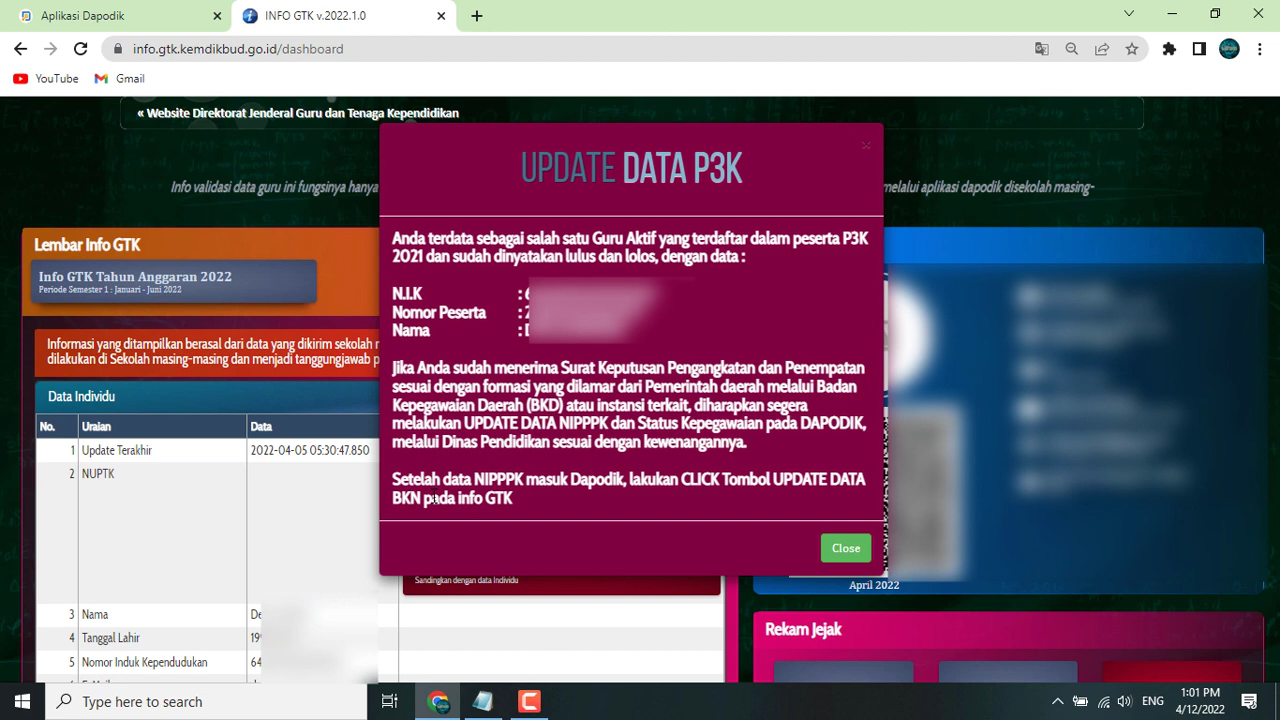 Aplikasi Dapodik
INFO GTK v.2022.1.0
info.gtk.kemdikbud.go.id/dashboard
YouTube
Gmail
« Website Direktorat Jenderal Guru dan Tenaga Kependidikan
UPDATE DATA P3K
Info validasi data guru ini fungsinya hanya
melalui aplikasi dapodik disekolah masing-
Lembar Info GTK
Info GTK Tahun Anggaran 2022
Periode Semester 1 : Januari - Juni 2022
Anda terdata sebagai salah satu Guru Aktif yang terdaftar dalam peserta P3K
2021 dan sudah dinyatakan lulus dan lolos, dengan data :
N.I.K : 6
Nomor Peserta : 2
Nama : D
Informasi yang ditampilkan berasal dari data yang dikirim sekolah
dilakukan di Sekolah masing-masing dan menjadi tanggungjawab p
Jika Anda sudah menerima Surat Keputusan Pengangkatan dan Penempatan
sesuai dengan formasi yang dilamar dari Pemerintah daerah melalui Badan
Kepegawaian Daerah (BKD) atau instansi terkait, diharapkan segera
melakukan UPDATE DATA NIPPPK dan Status Kepegawaian pada DAPODIK,
melalui Dinas Pendidikan sesuai dengan kewenangannya.
Setelah data NIPPPK masuk Dapodik, lakukan CLICK Tombol UPDATE DATA
BKN pada info GTK
Close
Data Individu
No. Uraian Data
1 Update Terakhir 2022-04-05 05:30:47.850
2 NUPTK
3 Nama De
4 Tanggal Lahir 19
5 Nomor Induk Kependudukan 64
Sandingkan dengan data Individu
April 2022
Rekam Jejak
Type here to search
ENG
1:01 PM
4/12/2022